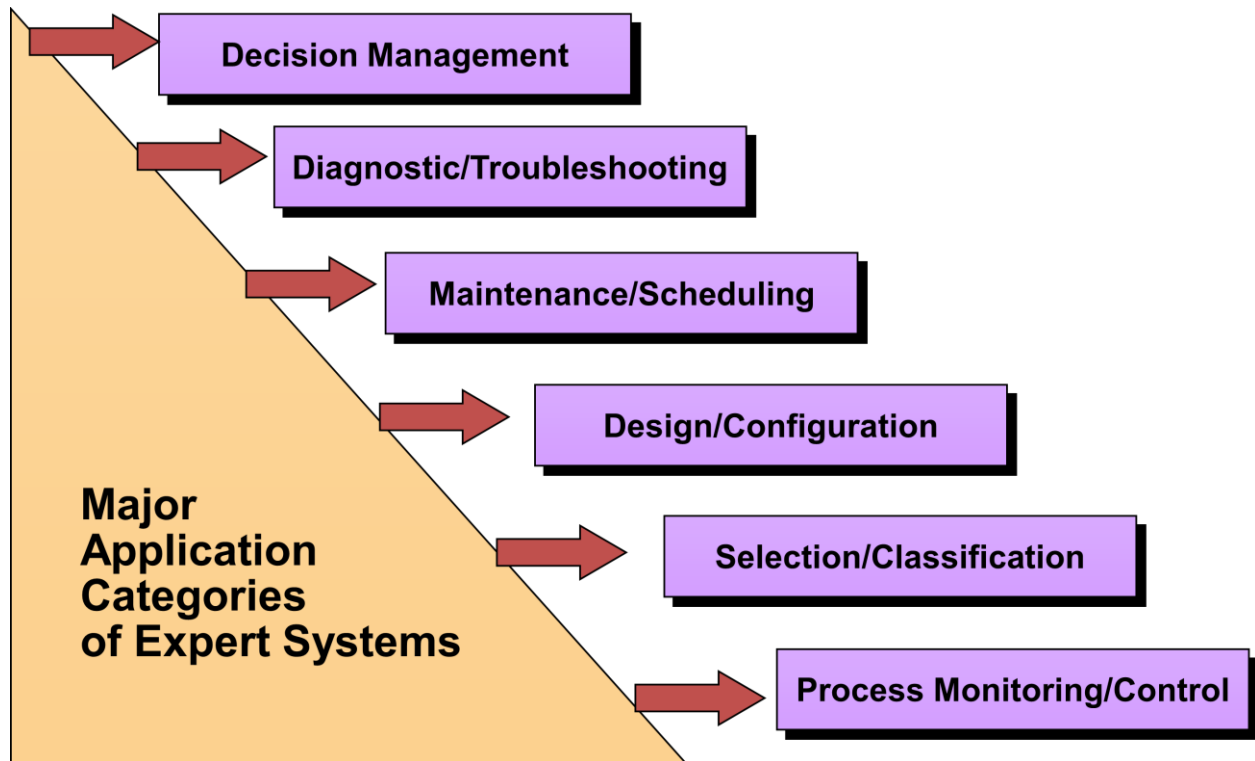 Decision Management
Diagnostic/Troubleshooting
Maintenance/Scheduling
Design/Configuration
Major
Application
Categories
of Expert Systems
Selection/Classification
Process Monitoring/Control